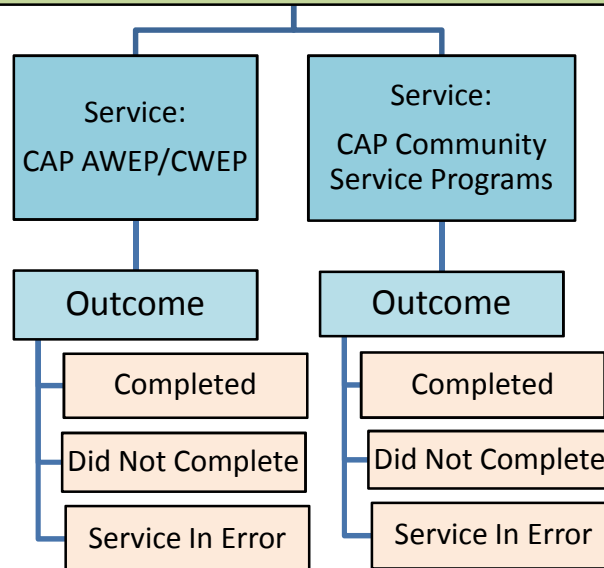 Service:
CAP AWEP/CWEP
Service:
CAP Community
Service Programs
Outcome
Completed
Did Not Complete
Service In Error
Outcome
Completed
Did Not Complete
Service In Error